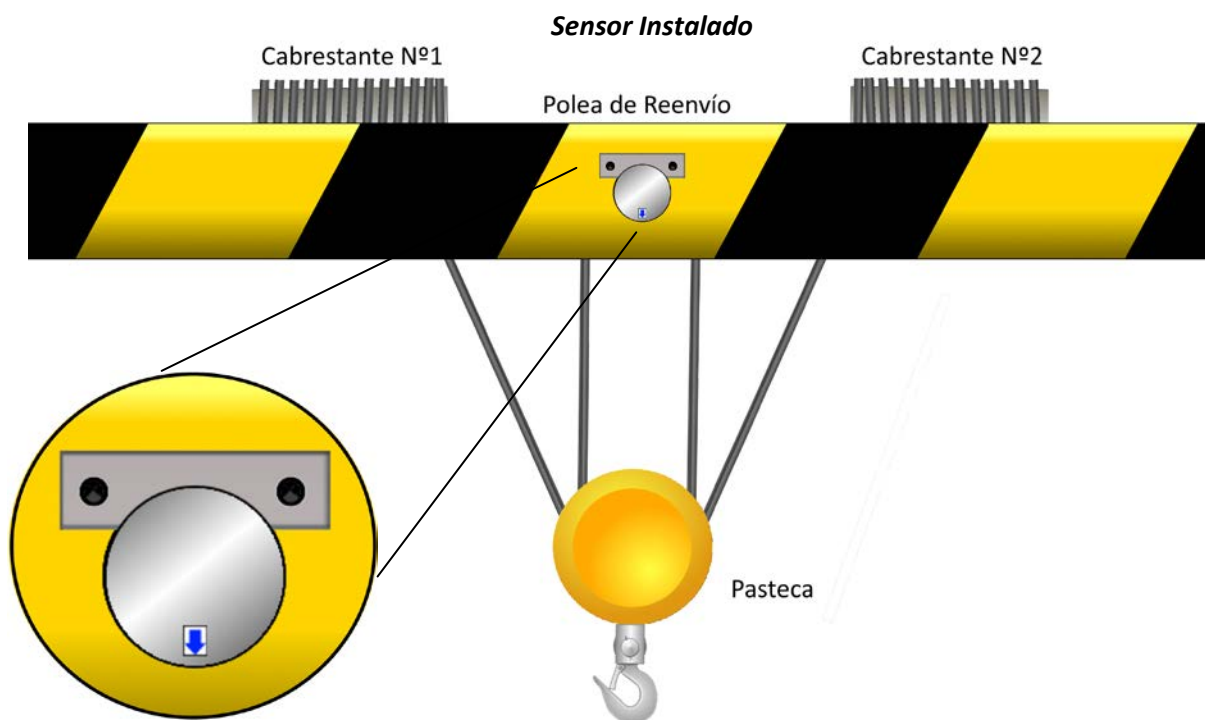 Sensor Instalado
Cabrestante Nº1
Cabrestante Nº2
Polea de Reenvío
Pasteca